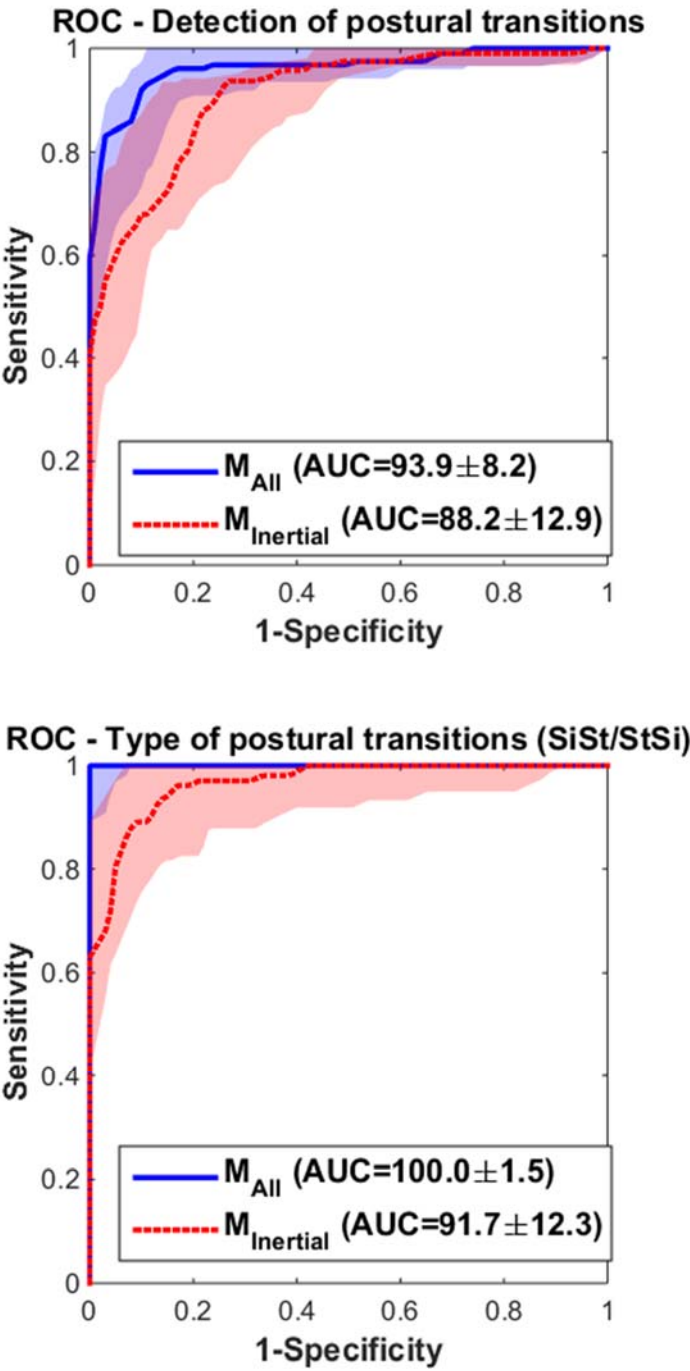 ROC - Detection of postural transitions
1
0.8
0.6
0.4
0.2
0
Sensitivity
M_All (AUC=93.9±8.2)
M_Inertial (AUC=88.2±12.9)
0 0.2 0.4 0.6 0.8 1
1-Specificity
ROC - Type of postural transitions (SiSt/StSi)
1
0.8
0.6
0.4
0.2
0
Sensitivity
M_All (AUC=100.0±1.5)
M_Inertial (AUC=91.7±12.3)
0 0.2 0.4 0.6 0.8 1
1-Specificity